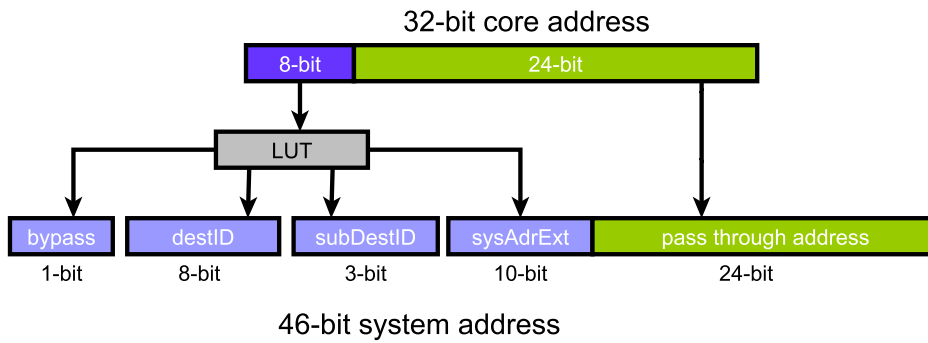 32-bit core address
8-bit 24-bit
LUT
bypass destID subDestID sysAdrExt pass through address
1-bit 8-bit 3-bit 10-bit 24-bit
46-bit system address